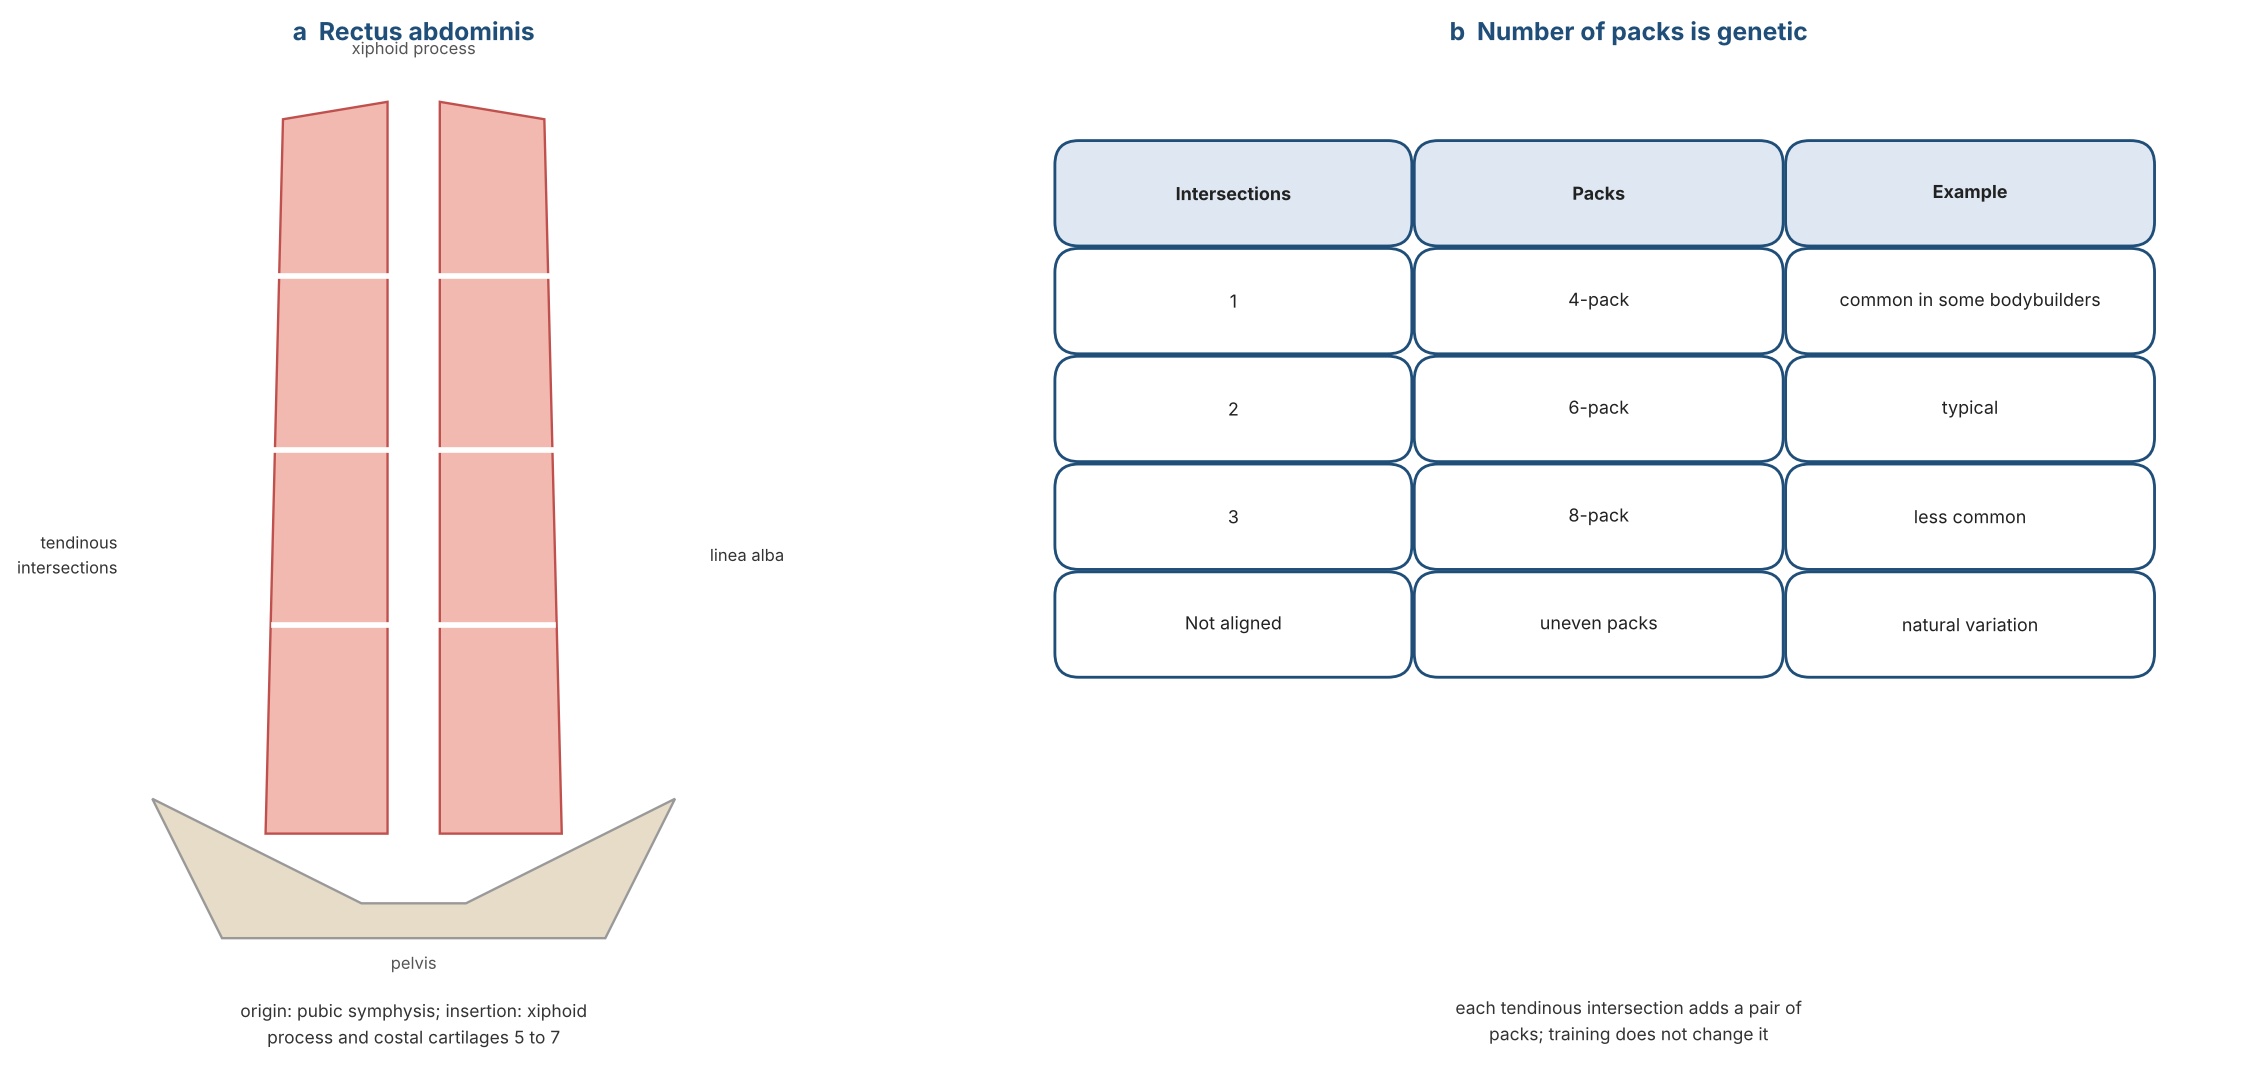 a Rectus abdominis
xiphoid process
tendinous
intersections
linea alba
pelvis
origin: pubic symphysis; insertion: xiphoid
process and costal cartilages 5 to 7
b Number of packs is genetic
Intersections Packs Example
1 4-pack common in some bodybuilders
2 6-pack typical
3 8-pack less common
Not aligned uneven packs natural variation
each tendinous intersection adds a pair of
packs; training does not change it